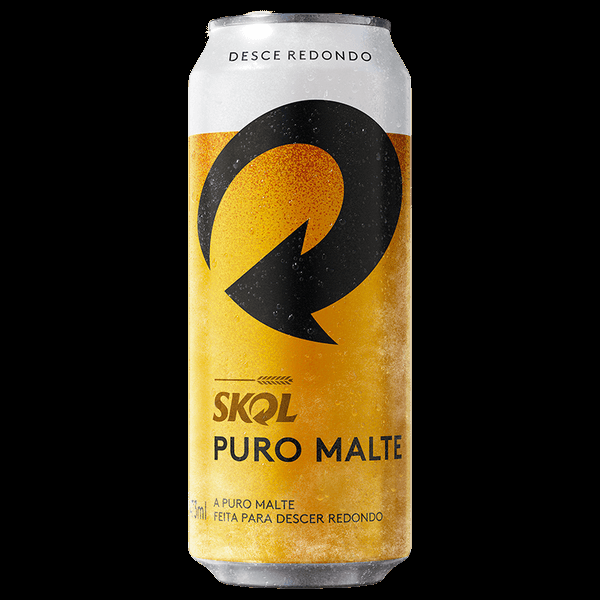 DESCE REDONDO
SKOL
PURO MALTE
A PURO MALTE
FEITA PARA DESCER REDONDO